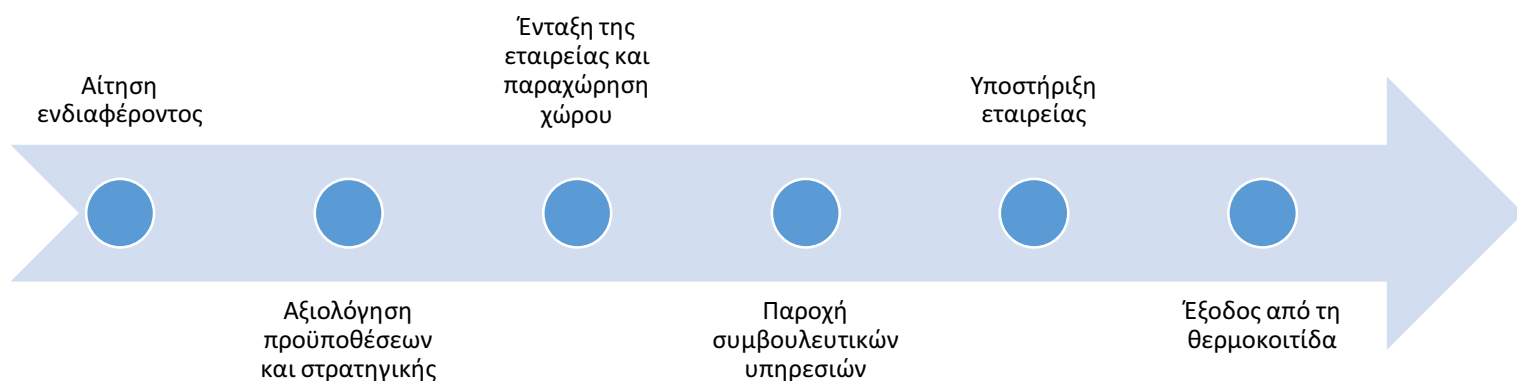 Αίτηση
ενδιαφέροντος
Αξιολόγηση
προϋποθέσεων
και στρατηγικής
Ένταξη της
εταιρείας και
παραχώρηση
χώρου
Παροχή
συμβουλευτικών
υπηρεσιών
Υποστήριξη
εταιρείας
Έξοδος από τη
θερμοκοιτίδα